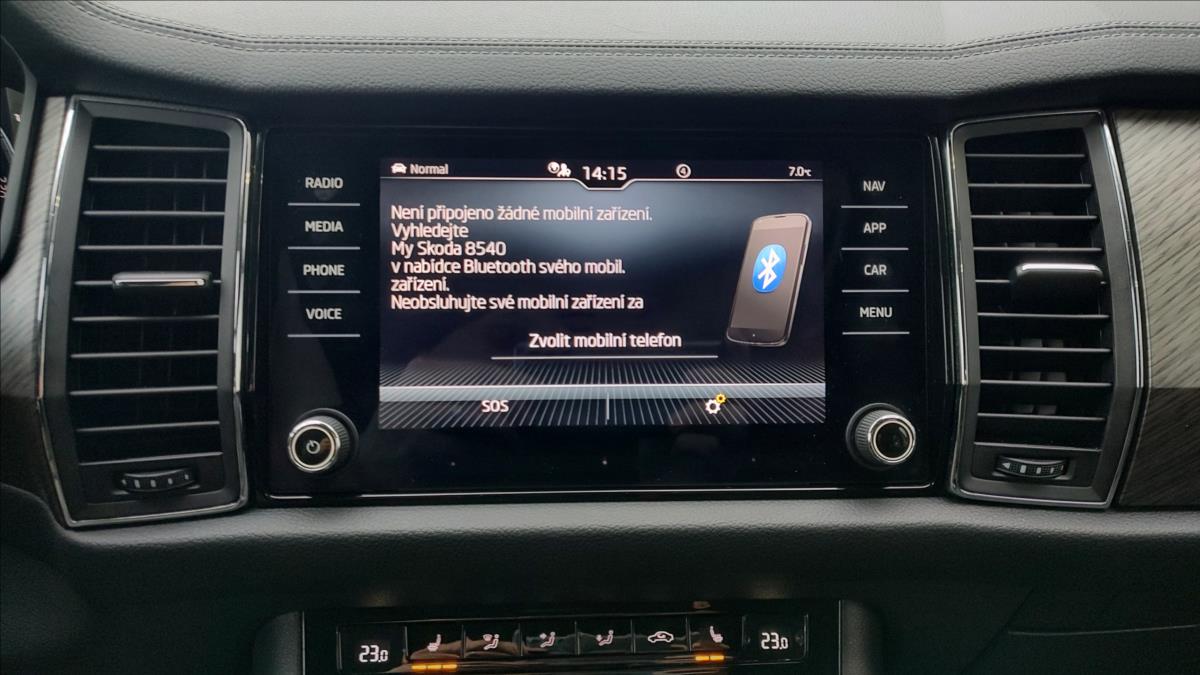 RADIO
MEDIA
PHONE
VOICE
Normal
14:15
4
7.0°C
Není připojeno žádné mobilní zařízení.
Vyhledejte
My Skoda 8540
v nabídce Bluetooth svého mobil.
zařízení.
Neobsluhujte své mobilní zařízení za
Zvolit mobilní telefon
SOS
NAV
APP
CAR
MENU
23.0
23.0